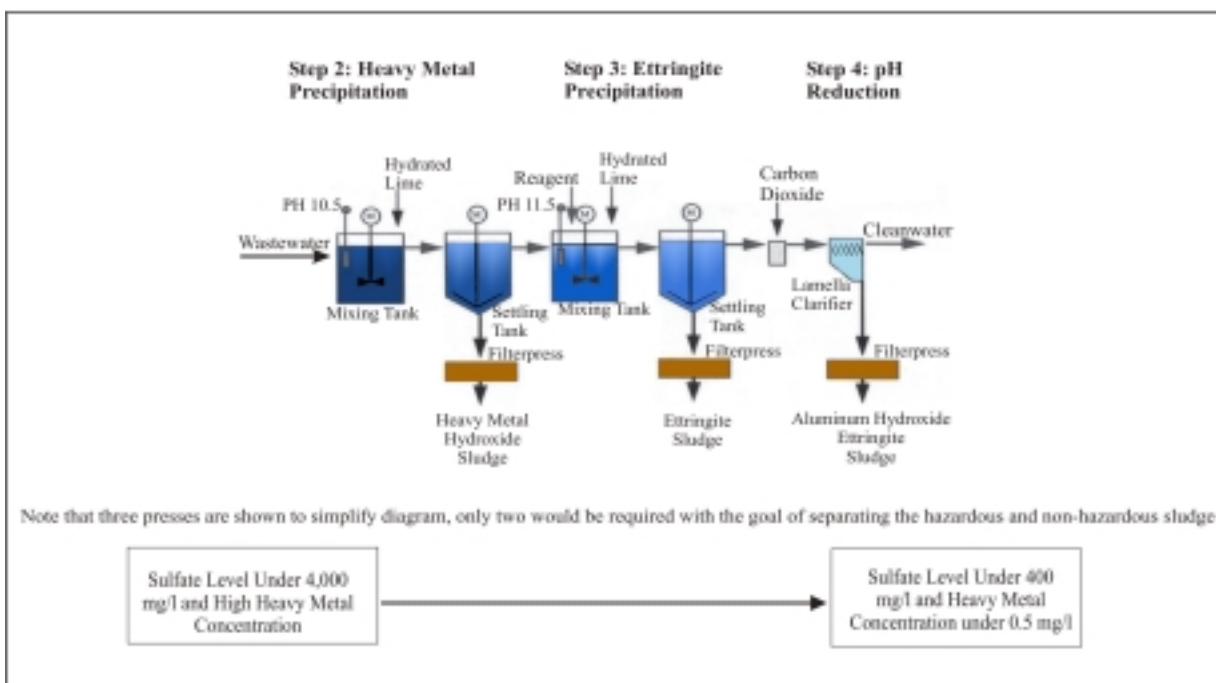 Step 2: Heavy Metal
Precipitation
Step 3: Ettringite
Precipitation
Step 4: pH
Reduction
Hydrated
Lime
PH 10.5
Wastewater
Mixing Tank
Settling
Tank
Filterpress
Heavy Metal
Hydroxide
Sludge
Reagent
Hydrated
Lime
PH 11.5
Mixing Tank
Settling
Tank
Filterpress
Ettringite
Sludge
Carbon
Dioxide
Cleanwater
Lamella
Clarifier
Filterpress
Aluminum Hydroxide
Ettringite
Sludge
Note that three presses are shown to simplify diagram, only two would be required with the goal of separating the hazardous and non-hazardous sludge
Sulfate Level Under 4,000
mg/l and High Heavy Metal
Concentration
Sulfate Level Under 400
mg/l and Heavy Metal
Concentration under 0.5 mg/l